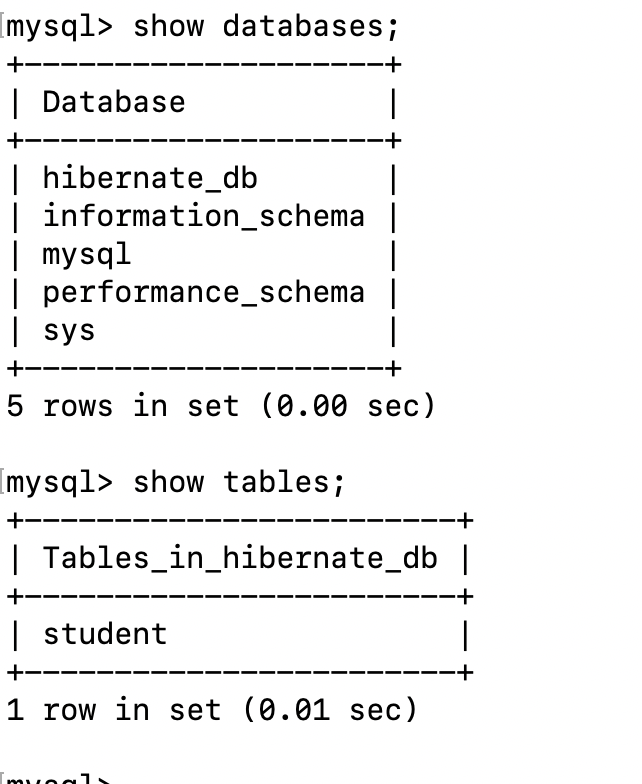 mysql> show databases;
+--------------------+
| Database           |
+--------------------+
| hibernate_db       |
| information_schema |
| mysql              |
| performance_schema |
| sys                |
+--------------------+
5 rows in set (0.00 sec)
mysql> show tables;
+------------------------+
| Tables_in_hibernate_db |
+------------------------+
| student                |
+------------------------+
1 row in set (0.01 sec)
mysql>